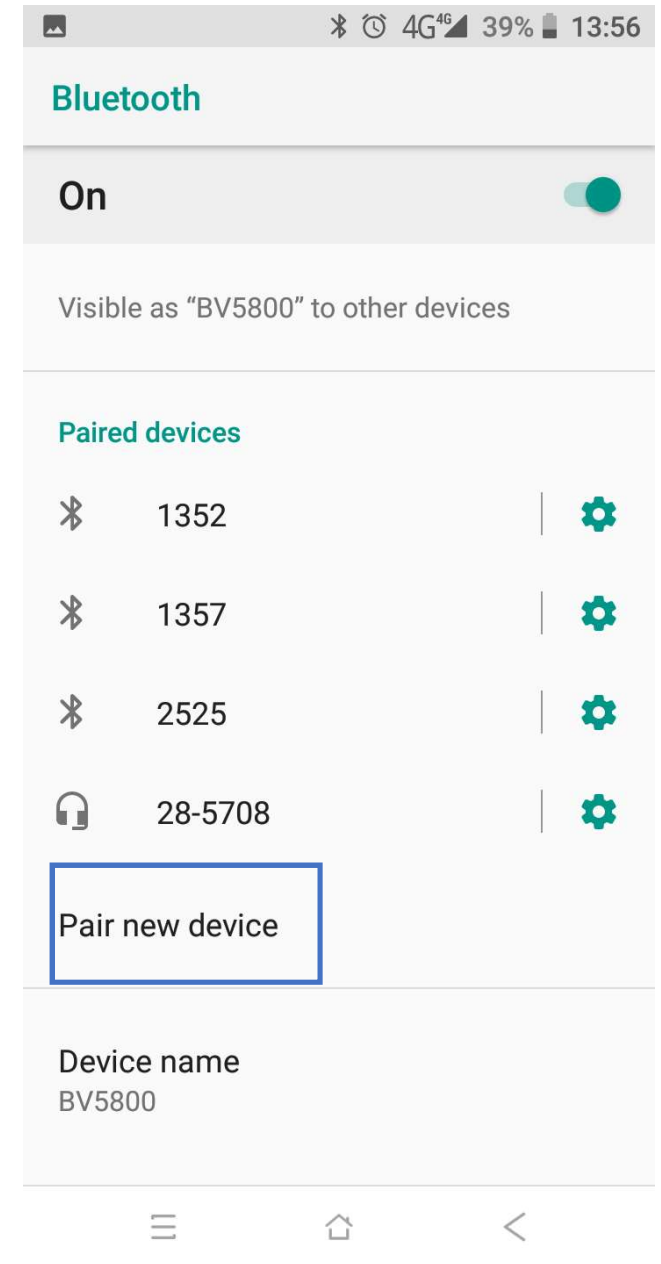 4G 4G 39% 13:56
Bluetooth
On
Visible as “BV5800” to other devices
Paired devices
1352
1357
2525
28-5708
Pair new device
Device name
BV5800